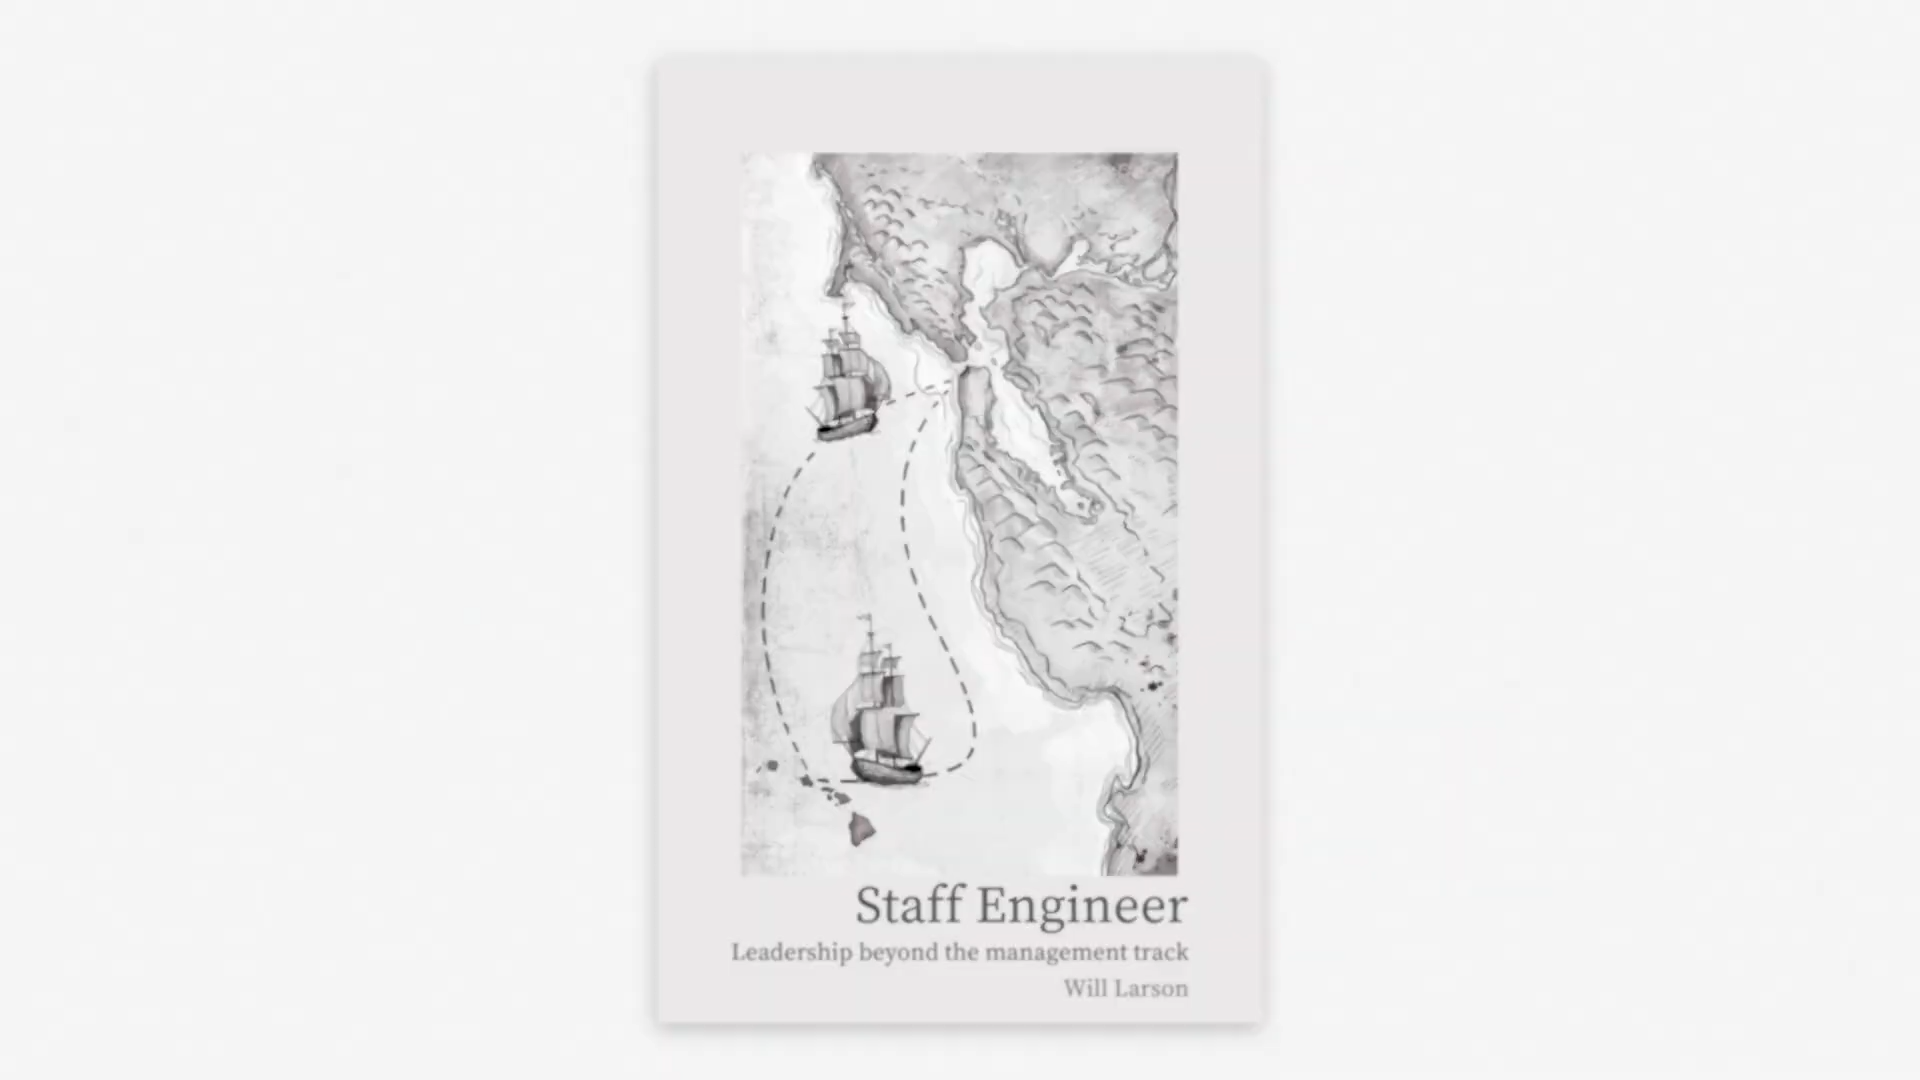 Staff Engineer
Leadership beyond the management track
Will Larson